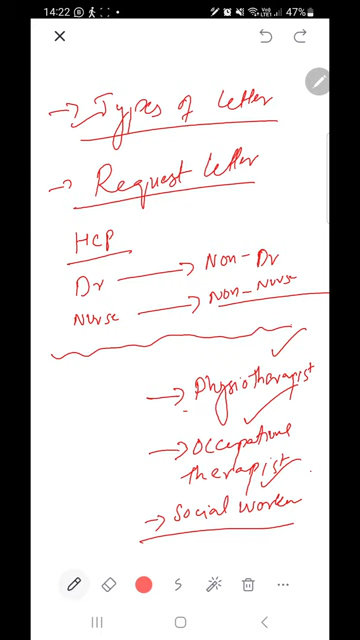 14:22 47%
→ Types of letter
→ Request letter
HCP
Dr → Non-Dr
Nurse → Non-Nurse
→ Physiotherapist
→ Occupational
therapist
→ Social worker